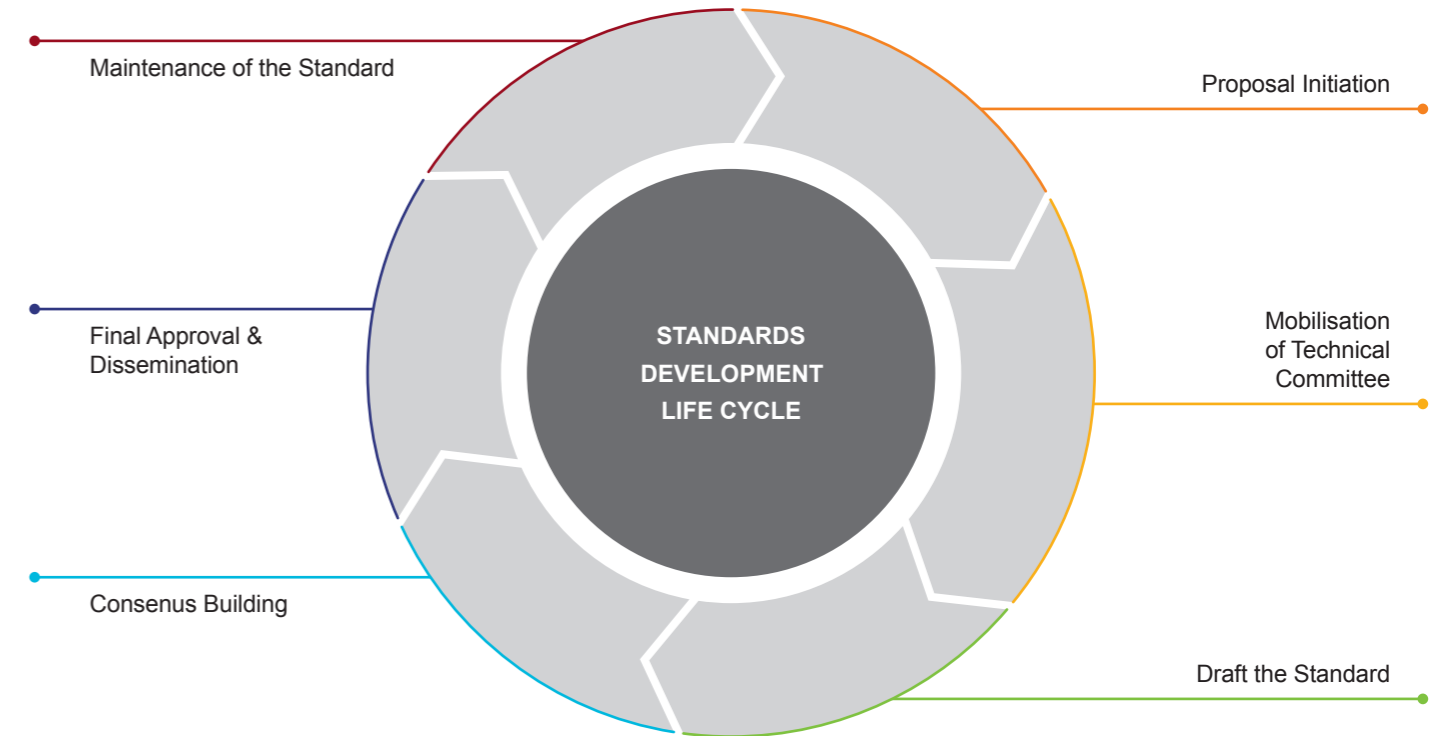 Maintenance of the Standard
Proposal Initiation
Final Approval &
Dissemination
STANDARDS
DEVELOPMENT
LIFE CYCLE
Mobilisation
of Technical
Committee
Consenus Building
Draft the Standard